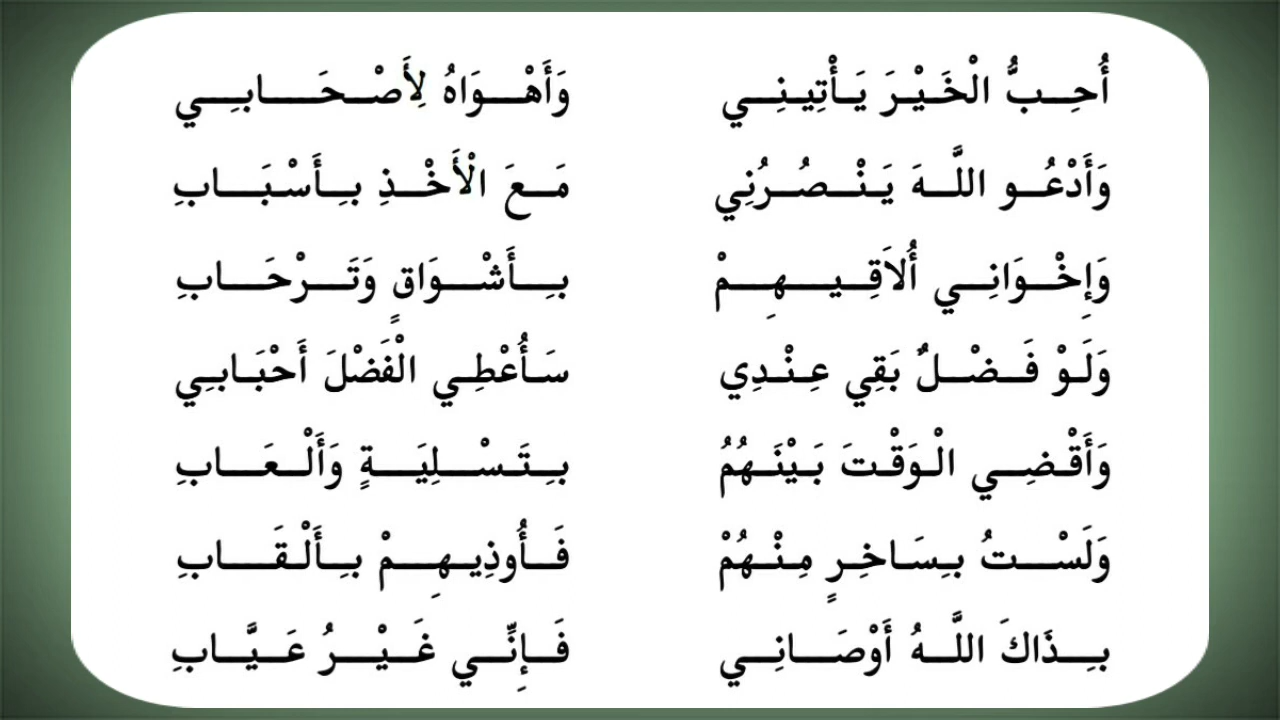 أُحِبُّ الْخَيْرَ يَأْتِينِي وَأَهْوَاهُ لِأَصْحَابِي
وَأَدْعُو اللَّهَ يَنْصُرُنِي مَعَ الْأَخْذِ بِأَسْبَابِ
وَإِخْوَانِي أُلاَقِيهِمْ بِأَشْوَاقٍ وَتَرْحَابِ
وَلَوْ فَضْلٌ بَقِي عِنْدِي سَأُعْطِي الْفَضْلَ أَحْبَابِي
وَأَقْضِي الْوَقْتَ بَيْنَهُمُ بِتَسْلِيَةٍ وَأَلْعَابِ
وَلَسْتُ بِسَاخِرٍ مِنْهُمْ فَأُوذِيهِمْ بِأَلْقَابِ
بِذَاكَ اللَّهُ أَوْصَانِي فَإِنِّي غَيْرُ عَيَّابِ